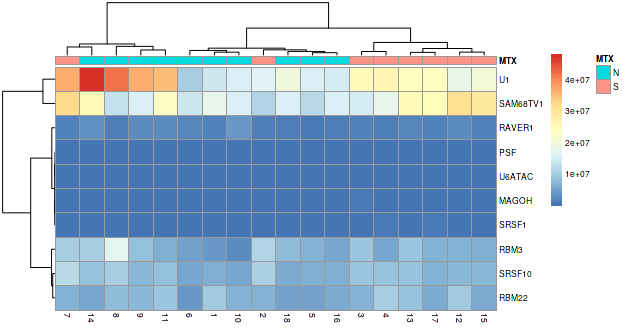 MTX
U1
SAM68TV1
RAVER1
PSF
U6ATAC
MAGOH
SRSF1
RBM3
SRSF10
RBM22
7 14 8 9 11 6 1 10 2 18 5 16 3 4 13 17 12 15
4e+07
3e+07
2e+07
1e+07
MTX
N
S